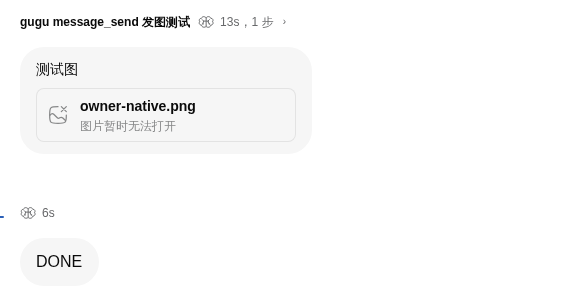 gugu message_send 发图测试 13s，1 步 ›
测试图
owner-native.png
图片暂时无法打开
6s
DONE